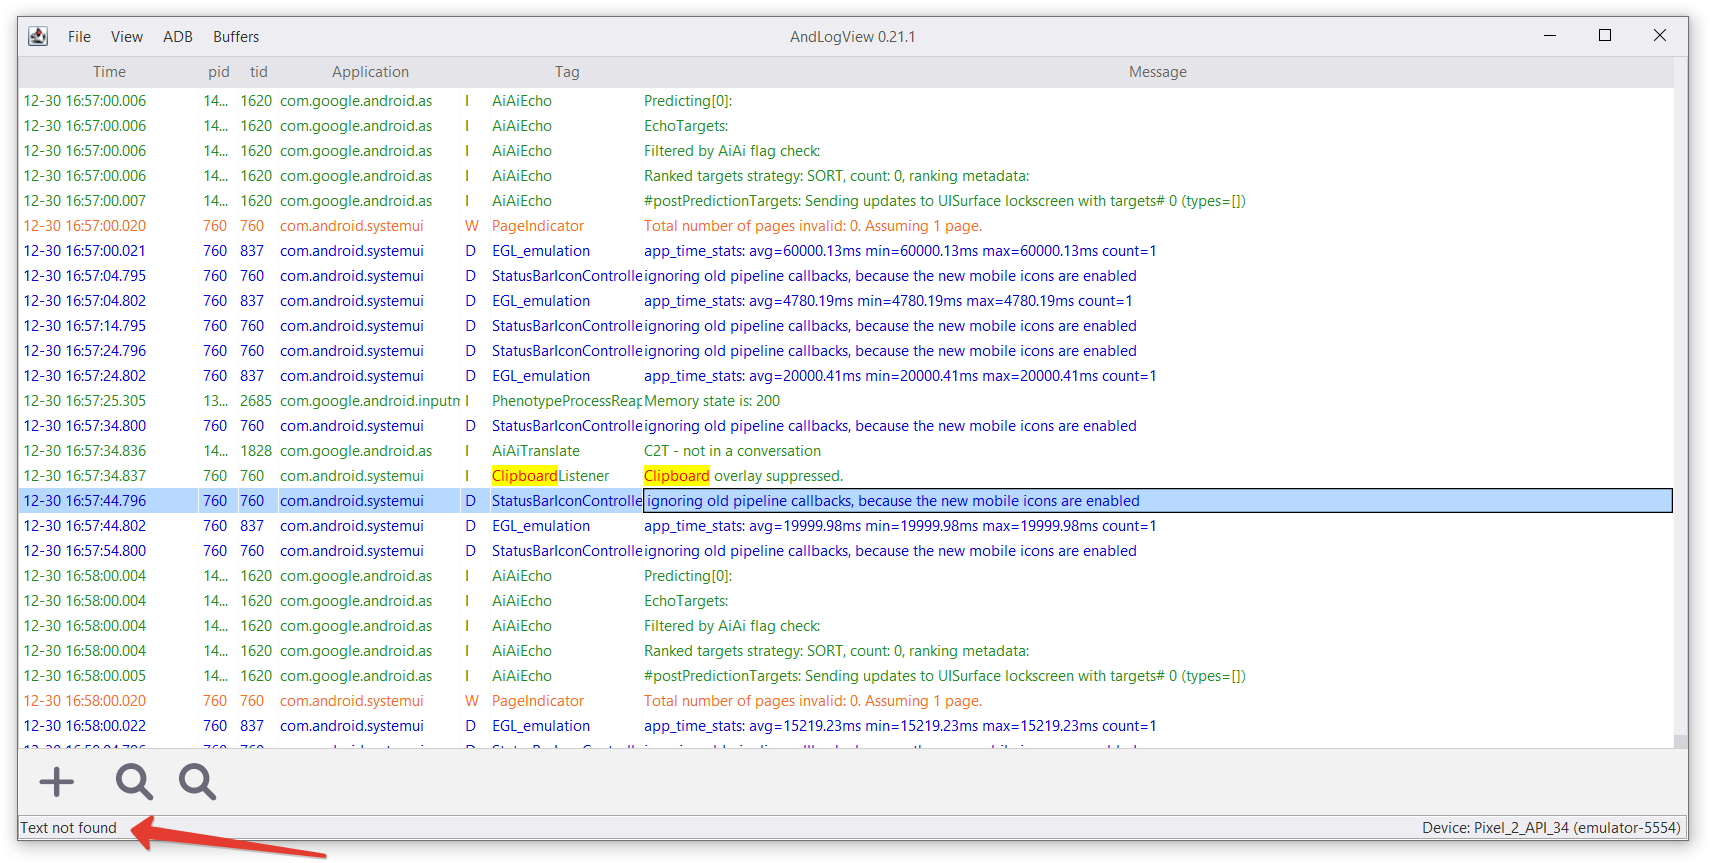 File View ADB Buffers AndLogView 0.21.1
Time pid tid Application Tag Message
12-30 16:57:00.006 14... 1620 com.google.android.as I AiAiEcho Predicting[0]:
12-30 16:57:00.006 14... 1620 com.google.android.as I AiAiEcho EchoTargets:
12-30 16:57:00.006 14... 1620 com.google.android.as I AiAiEcho Filtered by AiAi flag check:
12-30 16:57:00.006 14... 1620 com.google.android.as I AiAiEcho Ranked targets strategy: SORT, count: 0, ranking metadata:
12-30 16:57:00.007 14... 1620 com.google.android.as I AiAiEcho #postPredictionTargets: Sending updates to UISurface lockscreen with targets# 0 (types=[])
12-30 16:57:00.020 760 760 com.android.systemui W PageIndicator Total number of pages invalid: 0. Assuming 1 page.
12-30 16:57:00.021 760 837 com.android.systemui D EGL_emulation app_time_stats: avg=60000.13ms min=60000.13ms max=60000.13ms count=1
12-30 16:57:04.795 760 760 com.android.systemui D StatusBarIconControlle ignoring old pipeline callbacks, because the new mobile icons are enabled
12-30 16:57:04.802 760 837 com.android.systemui D EGL_emulation app_time_stats: avg=4780.19ms min=4780.19ms max=4780.19ms count=1
12-30 16:57:14.795 760 760 com.android.systemui D StatusBarIconControlle ignoring old pipeline callbacks, because the new mobile icons are enabled
12-30 16:57:24.796 760 760 com.android.systemui D StatusBarIconControlle ignoring old pipeline callbacks, because the new mobile icons are enabled
12-30 16:57:24.802 760 837 com.android.systemui D EGL_emulation app_time_stats: avg=20000.41ms min=20000.41ms max=20000.41ms count=1
12-30 16:57:25.305 13... 2685 com.google.android.inputm I PhenotypeProcessReap Memory state is: 200
12-30 16:57:34.800 760 760 com.android.systemui D StatusBarIconControlle ignoring old pipeline callbacks, because the new mobile icons are enabled
12-30 16:57:34.836 14... 1828 com.google.android.as I AiAiTranslate C2T - not in a conversation
12-30 16:57:34.837 760 760 com.android.systemui I ClipboardListener Clipboard overlay suppressed.
12-30 16:57:44.796 760 760 com.android.systemui D StatusBarIconControlle ignoring old pipeline callbacks, because the new mobile icons are enabled
12-30 16:57:44.802 760 837 com.android.systemui D EGL_emulation app_time_stats: avg=19999.98ms min=19999.98ms max=19999.98ms count=1
12-30 16:57:54.800 760 760 com.android.systemui D StatusBarIconControlle ignoring old pipeline callbacks, because the new mobile icons are enabled
12-30 16:58:00.004 14... 1620 com.google.android.as I AiAiEcho Predicting[0]:
12-30 16:58:00.004 14... 1620 com.google.android.as I AiAiEcho EchoTargets:
12-30 16:58:00.004 14... 1620 com.google.android.as I AiAiEcho Filtered by AiAi flag check:
12-30 16:58:00.004 14... 1620 com.google.android.as I AiAiEcho Ranked targets strategy: SORT, count: 0, ranking metadata:
12-30 16:58:00.005 14... 1620 com.google.android.as I AiAiEcho #postPredictionTargets: Sending updates to UISurface lockscreen with targets# 0 (types=[])
12-30 16:58:00.020 760 760 com.android.systemui W PageIndicator Total number of pages invalid: 0. Assuming 1 page.
12-30 16:58:00.022 760 837 com.android.systemui D EGL_emulation app_time_stats: avg=15219.23ms min=15219.23ms max=15219.23ms count=1
Text not found Device: Pixel_2_API_34 (emulator-5554)